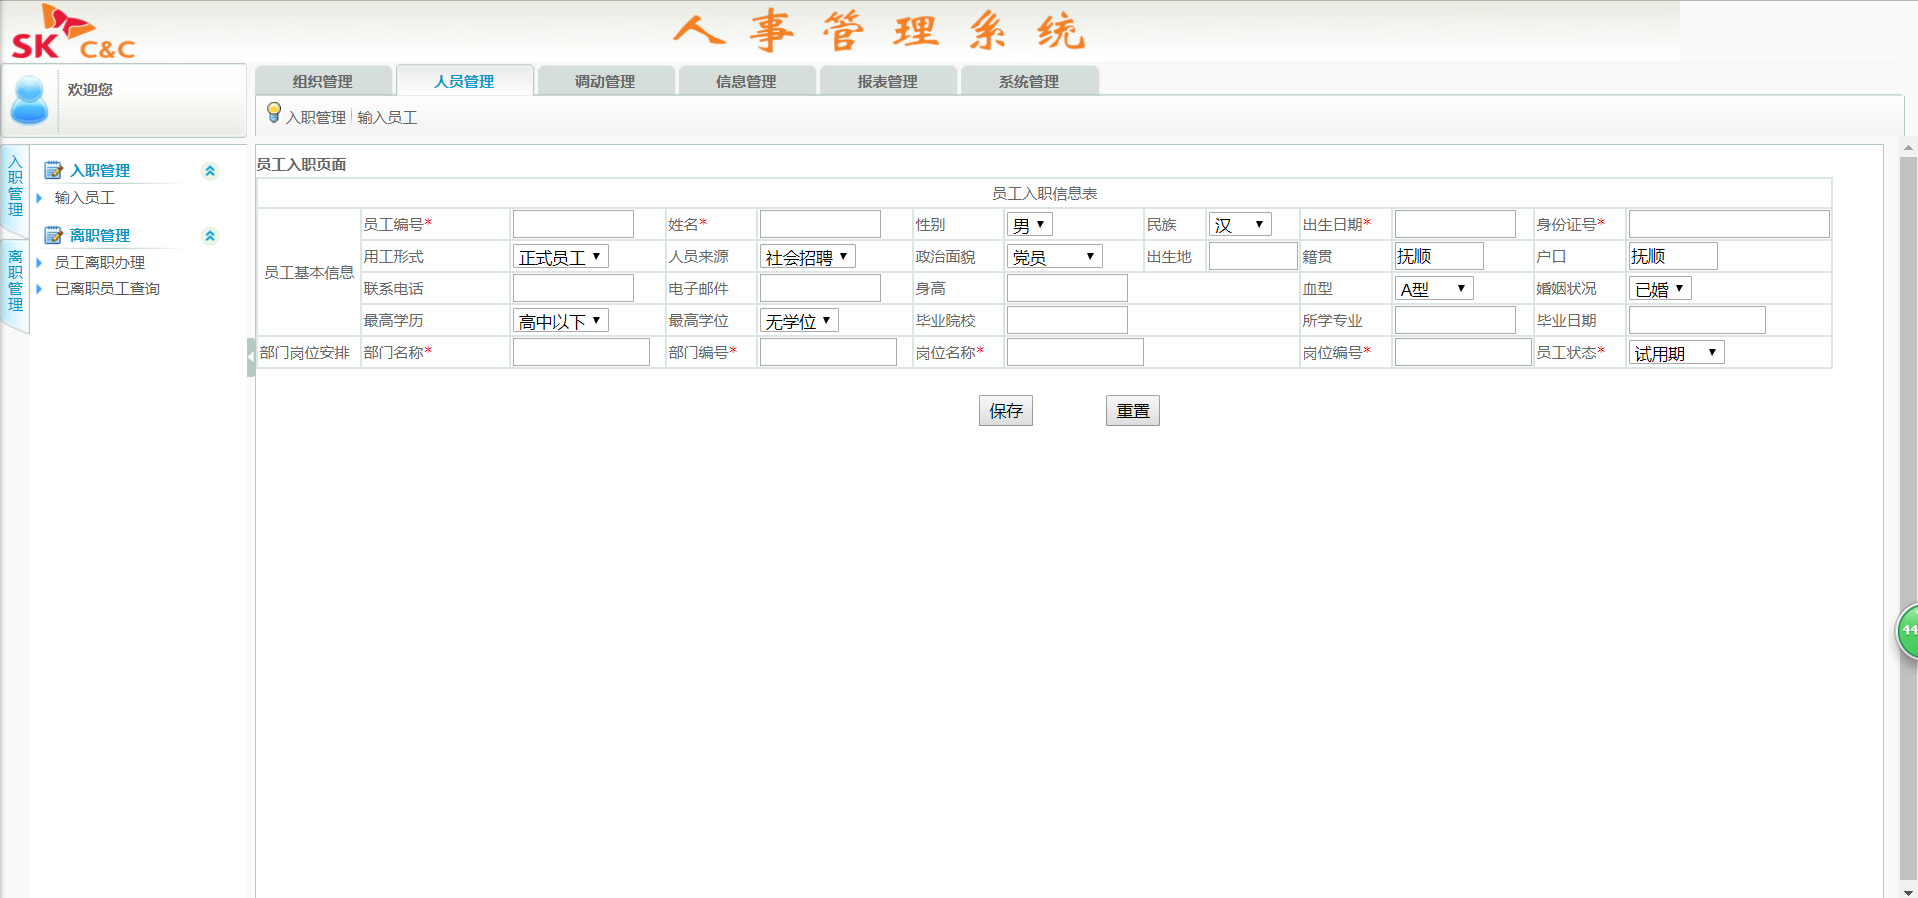 SK C&C
人事管理系统
欢迎您
组织管理 人员管理 调动管理 信息管理 报表管理 系统管理
入职管理 输入员工
入职管理
离职管理
入职管理
输入员工
离职管理
员工离职办理
已离职员工查询
员工入职页面
员工入职信息表
员工基本信息
员工编号* 姓名* 性别 男 民族 汉 出生日期* 身份证号*
用工形式 正式员工 人员来源 社会招聘 政治面貌 党员 出生地 籍贯 抚顺 户口 抚顺
联系电话 电子邮件 身高 血型 A型 婚姻状况 已婚
最高学历 高中以下 最高学位 无学位 毕业院校 所学专业 毕业日期
部门岗位安排 部门名称* 部门编号* 岗位名称* 岗位编号* 员工状态* 试用期
保存 重置
44